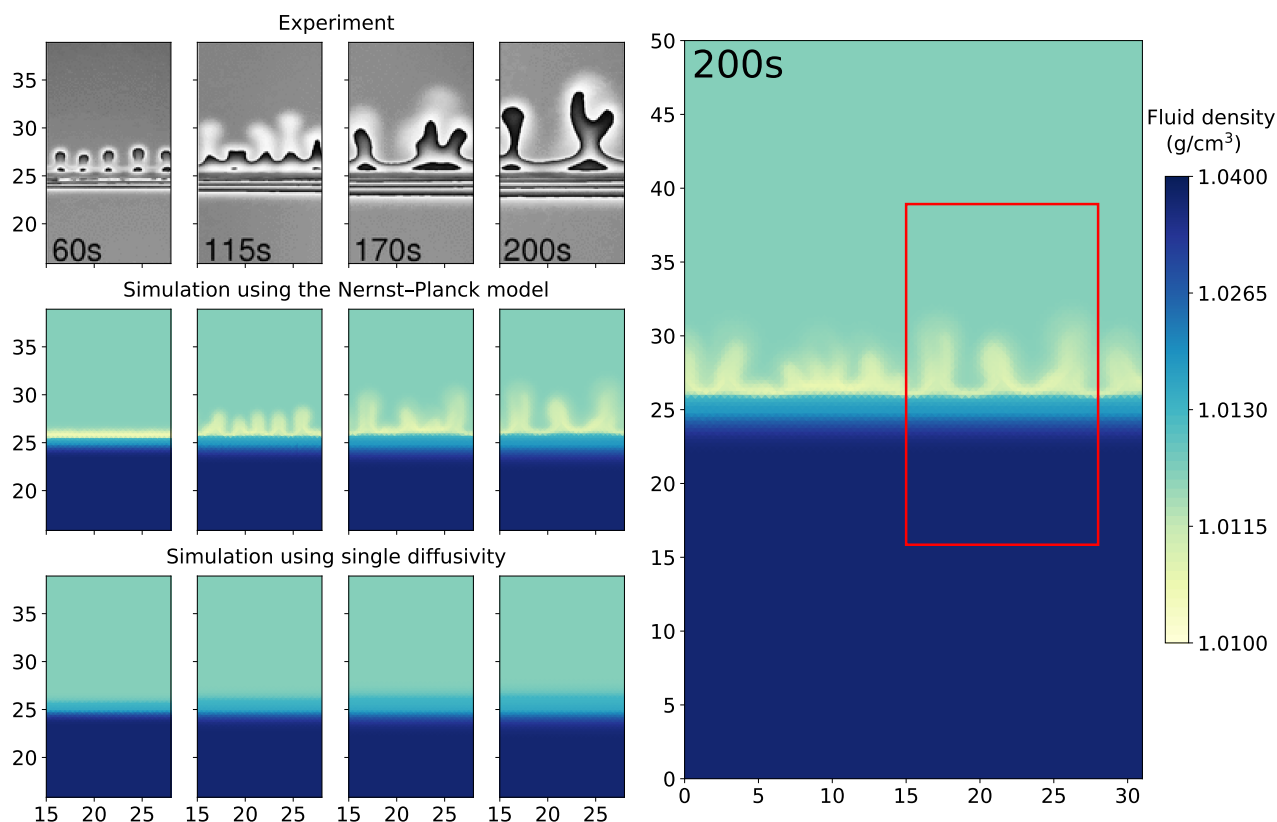 Experiment
35
30
25
20
60s
115s
170s
200s
Simulation using the Nernst–Planck model
35
30
25
20
Simulation using single diffusivity
35
30
25
20
15 20 25
15 20 25
15 20 25
15 20 25
200s
50
45
40
35
30
25
20
15
10
5
0
0 5 10 15 20 25 30
Fluid density
(g/cm³)
1.0400
1.0265
1.0130
1.0115
1.0100